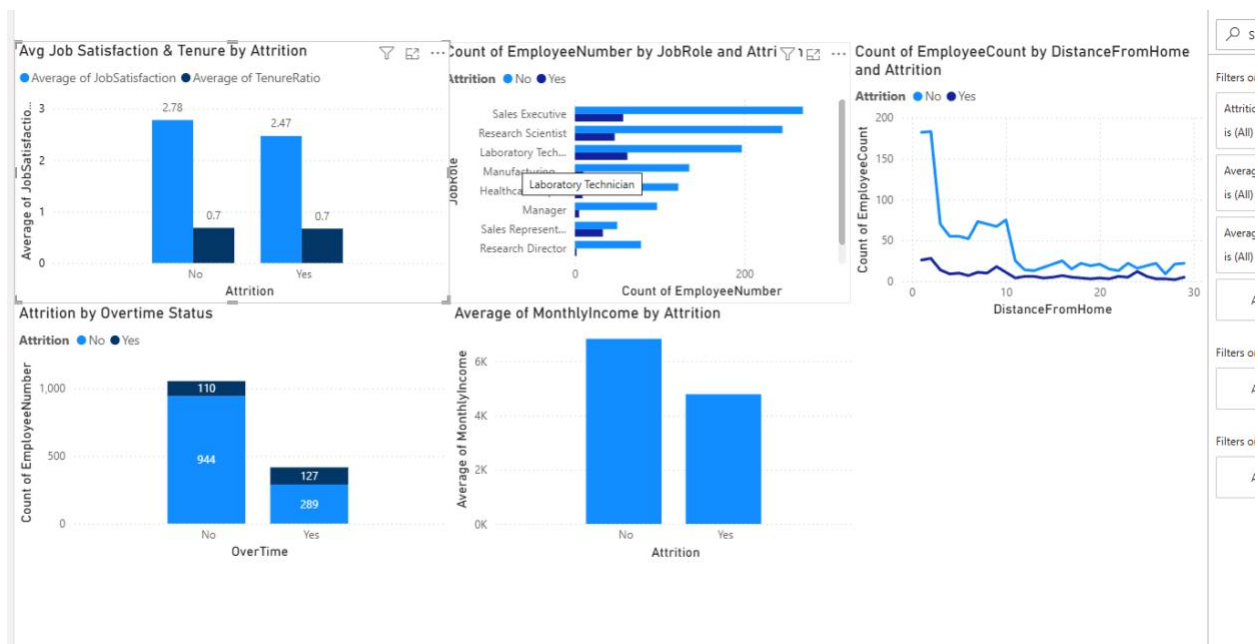 Avg Job Satisfaction & Tenure by Attrition
Average of JobSatisfaction Average of TenureRatio
Average of JobSatisfactio...
3
2
1
0
2.78
0.7
2.47
0.7
No Yes
Attrition
Count of EmployeeNumber by JobRole and Attri
Attrition No Yes
JobRole
Sales Executive
Research Scientist
Laboratory Tech...
Manufacturing
Laboratory Technician
Manager
Sales Represent...
Research Director
0 200
Count of EmployeeNumber
Count of EmployeeCount by DistanceFromHome
and Attrition
Attrition No Yes
Count of EmployeeCount
200
150
100
50
0
0 10 20 30
DistanceFromHome
Attrition by Overtime Status
Attrition No Yes
Count of EmployeeNumber
1,000
500
0
110
944
127
289
No Yes
OverTime
Average of MonthlyIncome by Attrition
Average of MonthlyIncome
6K
4K
2K
0K
No Yes
Attrition
S
Filters o
Attritio
is (All)
Averag
is (All)
Averag
is (All)
A
Filters o
A
Filters o
A